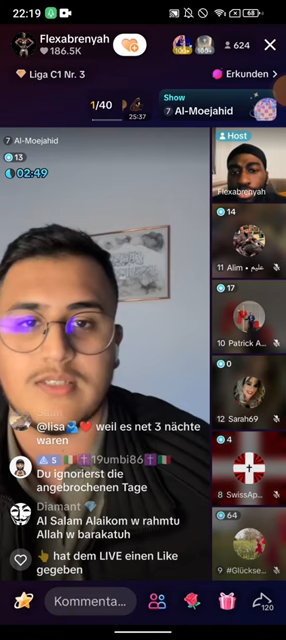 22:19
68
Flexabrenyah
186.5K
624
Liga C1 Nr. 3
Erkunden
1/40
25:37
Show
7 Al-Moejahid
7 Al-Moejahid
13
02:49
Host
Flexabrenyah
14
11 Alim • عليم
17
10 Patrick A...
0
12 Sarah69
4
8 SwissAp...
64
9 #Glückse...
@lisa🫂❤️ weil es net 3 nächte
waren
5 🇮🇹✝️19umbi86✝️🇮🇹
Du ignorierst die
angebrochenen Tage
Diamant 💎
Al Salam Alaikom w rahmtu
Allah w barakatuh
👆 hat dem LIVE einen Like
gegeben
Kommenta...
120